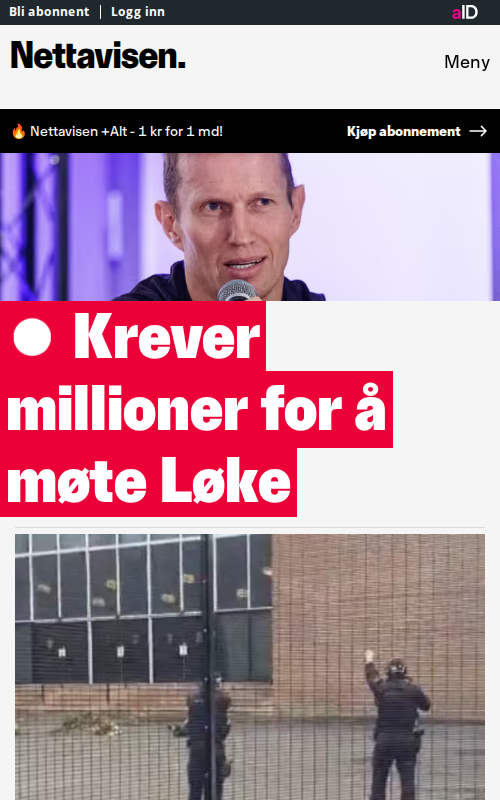 Bli abonnent | Logg inn
aID
Nettavisen.
Meny
🔥 Nettavisen +Alt - 1 kr for 1 md!
Kjøp abonnement →
Krever
millioner for å
møte Løke